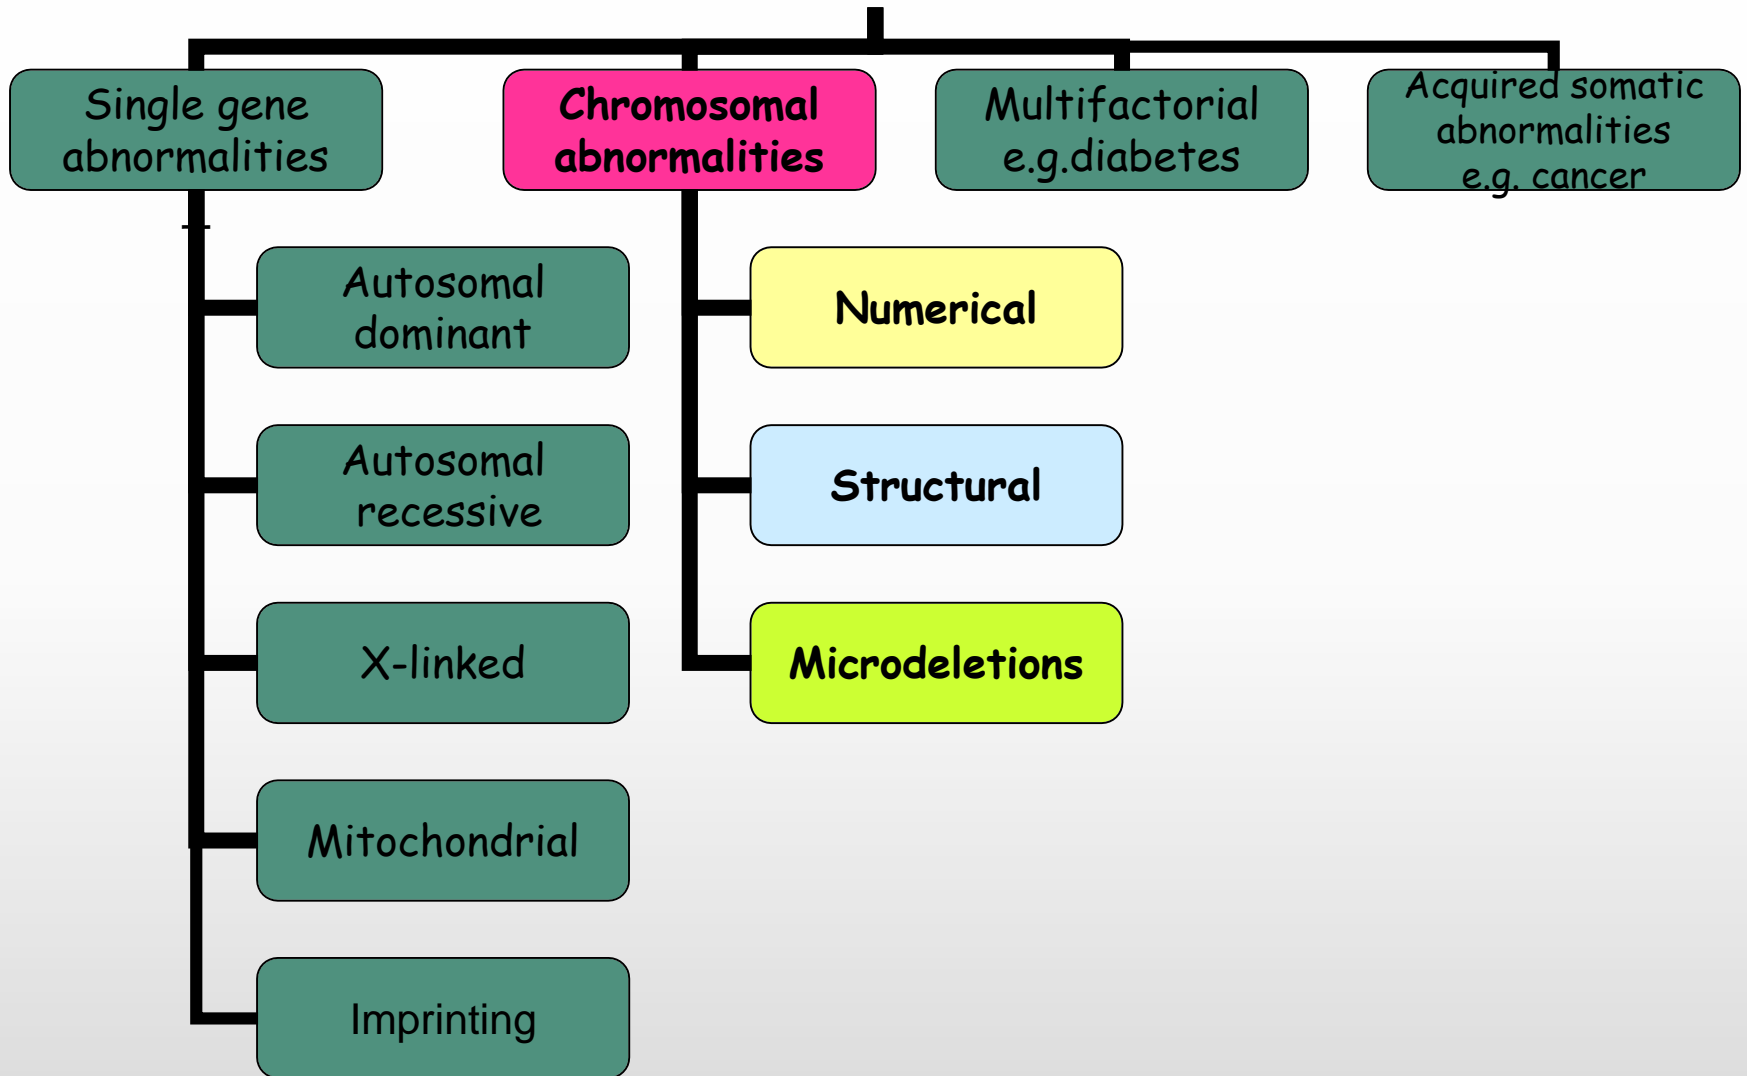 Single gene
abnormalities
Chromosomal
abnormalities
Multifactorial
e.g.diabetes
Acquired somatic
abnormalities
e.g. cancer
Autosomal
dominant
Autosomal
recessive
X-linked
Mitochondrial
Imprinting
Numerical
Structural
Microdeletions